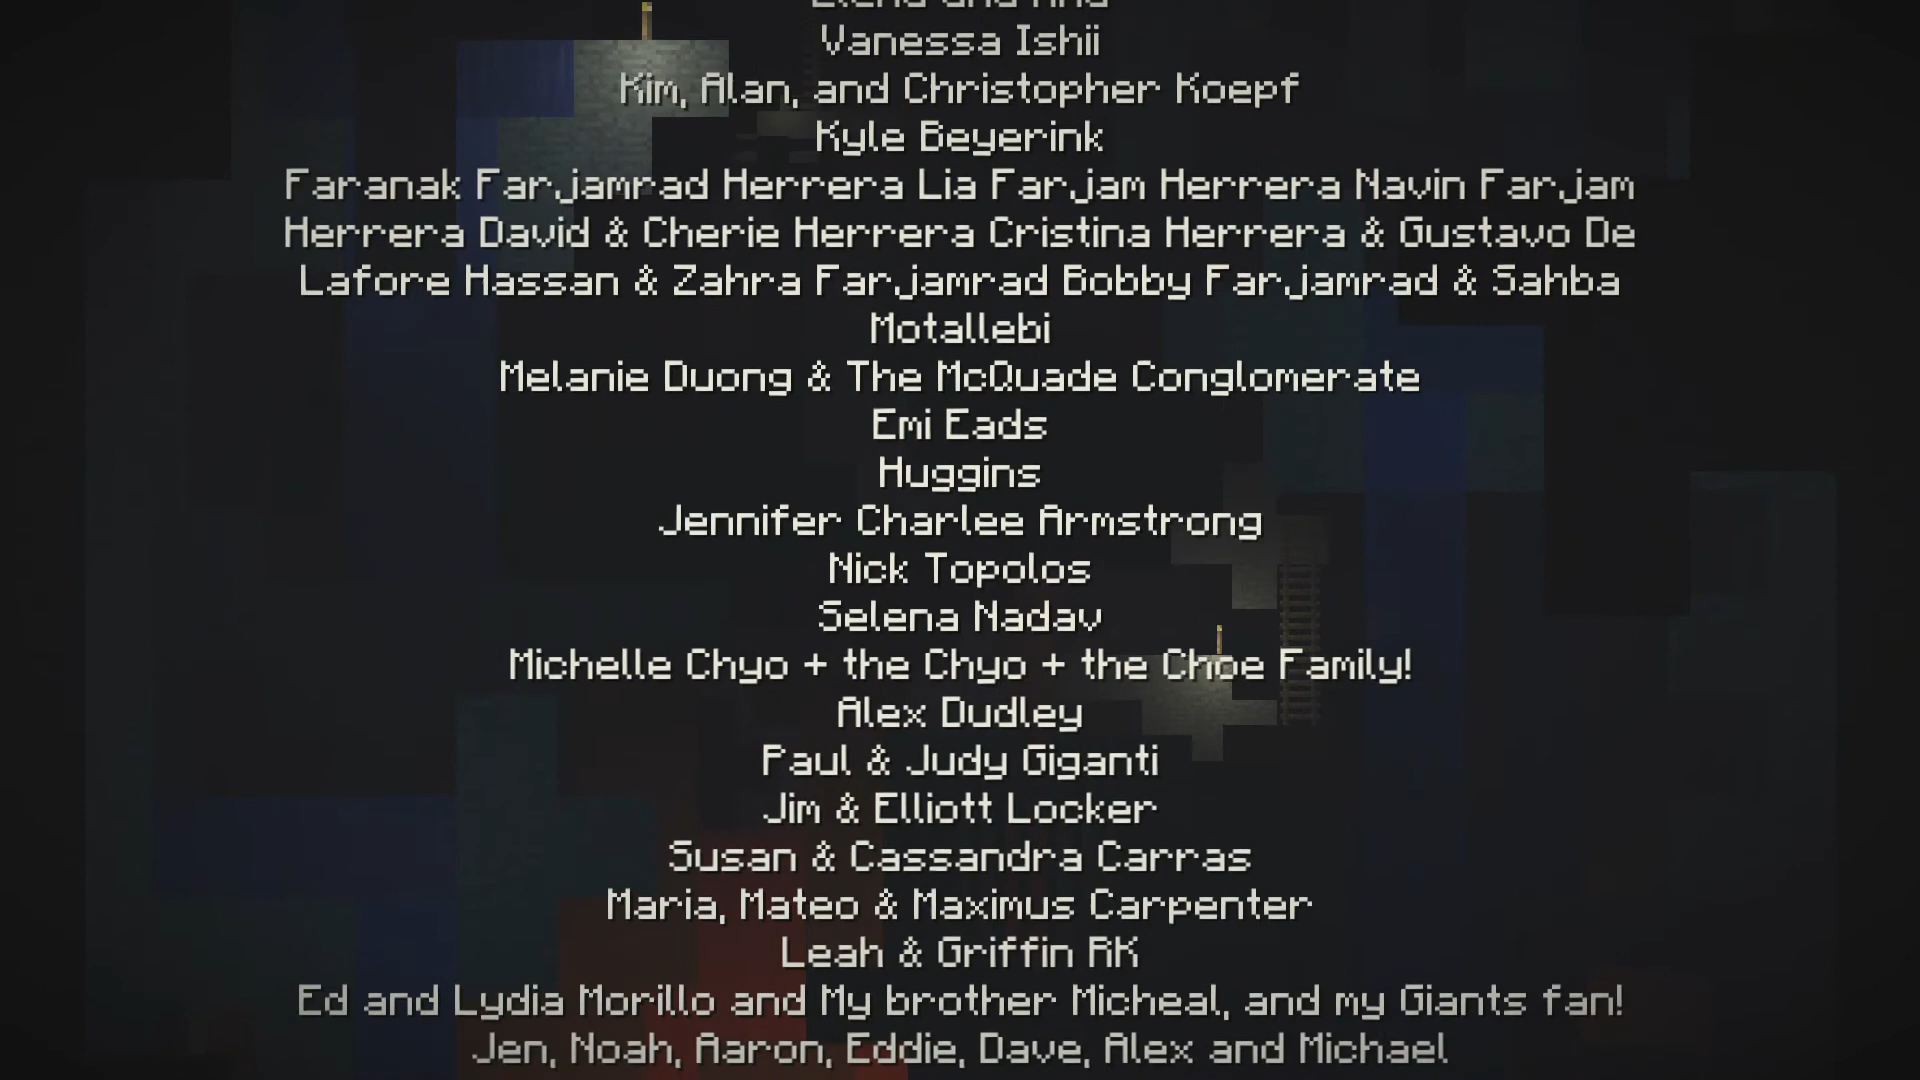 Elena and Ana
Vanessa Ishii
Kim, Alan, and Christopher Koepf
Kyle Beyerink
Faranak Farjamrad Herrera Lia Farjam Herrera Navin Farjam
Herrera David & Cherie Herrera Cristina Herrera & Gustavo De
Lafore Hassan & Zahra Farjamrad Bobby Farjamrad & Sahba
Motallebi
Melanie Duong & The McQuade Conglomerate
Emi Eads
Huggins
Jennifer Charlee Armstrong
Nick Topolos
Selena Nadav
Michelle Chyo + the Chyo + the Choe Family!
Alex Dudley
Paul & Judy Giganti
Jim & Elliott Locker
Susan & Cassandra Carras
Maria, Mateo & Maximus Carpenter
Leah & Griffin RK
Ed and Lydia Morillo and My brother Micheal, and my Giants fan!
Jen, Noah, Aaron, Eddie, Dave, Alex and Michael